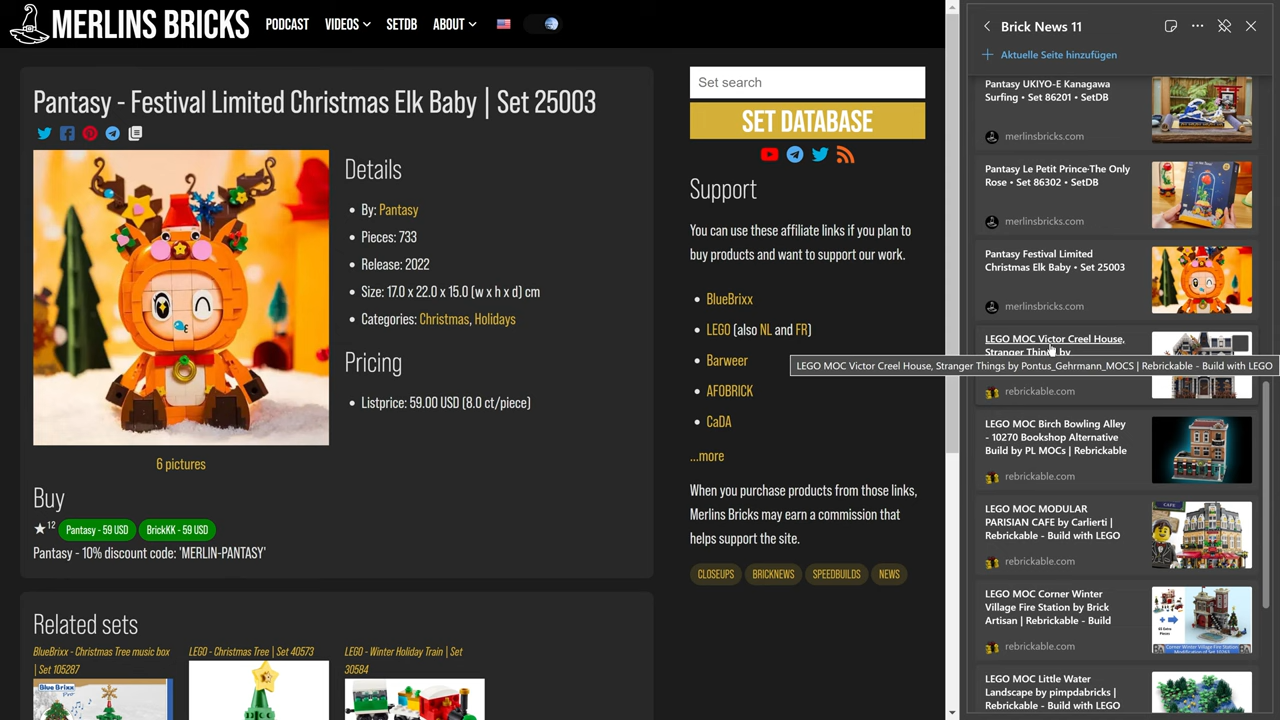 MERLINS BRICKS
PODCAST
VIDEOS
SETDB
ABOUT
Pantasy - Festival Limited Christmas Elk Baby | Set 25003
Details
By: Pantasy
Pieces: 733
Release: 2022
Size: 17.0 x 22.0 x 15.0 (w x h x d) cm
Categories: Christmas, Holidays
Pricing
Listprice: 59.00 USD (8.0 ct/piece)
6 pictures
Buy
★12 Pantasy - 59 USD BrickKK - 59 USD
Pantasy - 10% discount code: 'MERLIN-PANTASY'
Related sets
BlueBrixx - Christmas Tree music box
| Set 105287
Blue Brixx
Pro
LEGO - Christmas Tree | Set 40573
LEGO - Winter Holiday Train | Set
30584
Set search
SET DATABASE
Support
You can use these affiliate links if you plan to
buy products and want to support our work.
BlueBrixx
LEGO (also NL and FR)
Barweer
AFOBRICK
CaDA
...more
When you purchase products from those links,
Merlins Bricks may earn a commission that
helps support the site.
CLOSEUPS
BRICKNEWS
SPEEDBUILDS
NEWS
Brick News 11
Aktuelle Seite hinzufügen
Pantasy UKIYO-E Kanagawa
Surfing • Set 86201 • SetDB
merlinsbricks.com
Pantasy Le Petit Prince·The Only
Rose • Set 86302 • SetDB
merlinsbricks.com
Pantasy Festival Limited
Christmas Elk Baby • Set 25003
merlinsbricks.com
LEGO MOC Victor Creel House,
Stranger Things by
LEGO MOC Victor Creel House, Stranger Things by Pontus_Gehrmann_MOCS | Rebrickable - Build with LEGO
rebrickable.com
LEGO MOC Birch Bowling Alley
- 10270 Bookshop Alternative
Build by PL MOCs | Rebrickable
rebrickable.com
LEGO MOC MODULAR
PARISIAN CAFE by Carlierti |
Rebrickable - Build with LEGO
rebrickable.com
CAFE
LEGO MOC Corner Winter
Village Fire Station by Brick
Artisan | Rebrickable - Build
rebrickable.com
LEGO MOC Little Water
Landscape by pimpdabricks |
Rebrickable - Build with LEGO